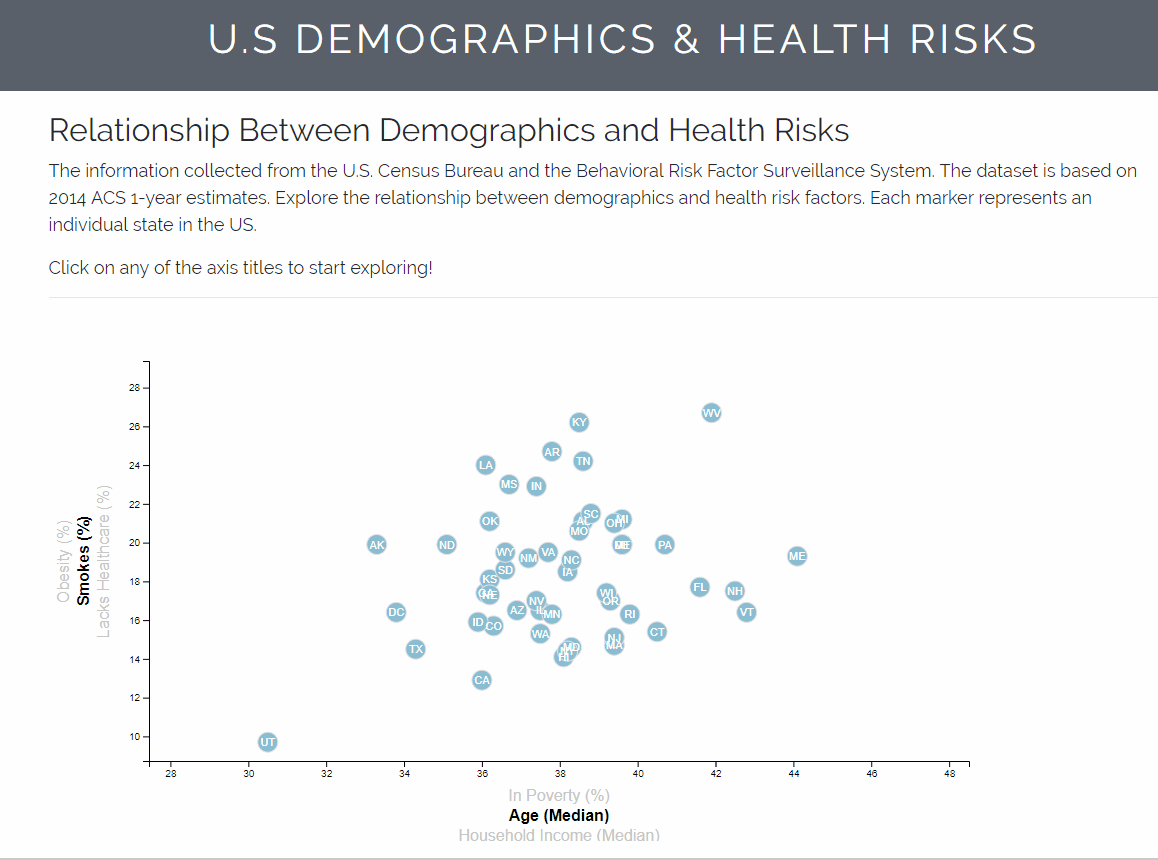 U.S DEMOGRAPHICS & HEALTH RISKS
Relationship Between Demographics and Health Risks
The information collected from the U.S. Census Bureau and the Behavioral Risk Factor Surveillance System. The dataset is based on
2014 ACS 1-year estimates. Explore the relationship between demographics and health risk factors. Each marker represents an
individual state in the US.
Click on any of the axis titles to start exploring!
Obesity (%)
Smokes (%)
Lacks Healthcare (%)
28
26
24
22
20
18
16
14
12
10
WV
KY
AR
TN
LA
MS
IN
SC
OK
AL
OH
MI
MO
AK
ND
DE
PA
WY
VA
NM
NC
ME
SD
IA
KS
FL
NH
GA
NE
WI
OR
NV
DC
AZ
IL
MN
RI
VT
ID
CO
WA
CT
NJ
MA
TX
MD
HI
CA
UT
28
30
32
34
36
38
40
42
44
46
48
In Poverty (%)
Age (Median)
Household Income (Median)